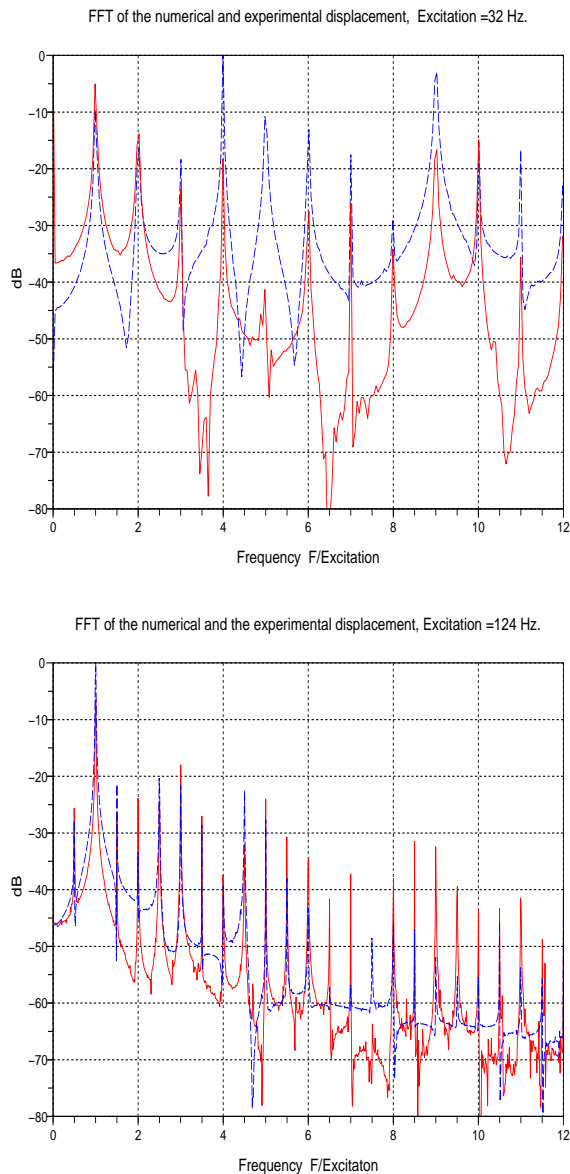 FFT of the numerical and experimental displacement, Excitation =32 Hz.
0
−10
−20
−30
−40
−50
−60
−70
−80
dB
0 2 4 6 8 10 12
Frequency F/Excitation
FFT of the numerical and the experimental displacement, Excitation =124 Hz.
0
−10
−20
−30
−40
−50
−60
−70
−80
dB
0 2 4 6 8 10 12
Frequency F/Excitaton